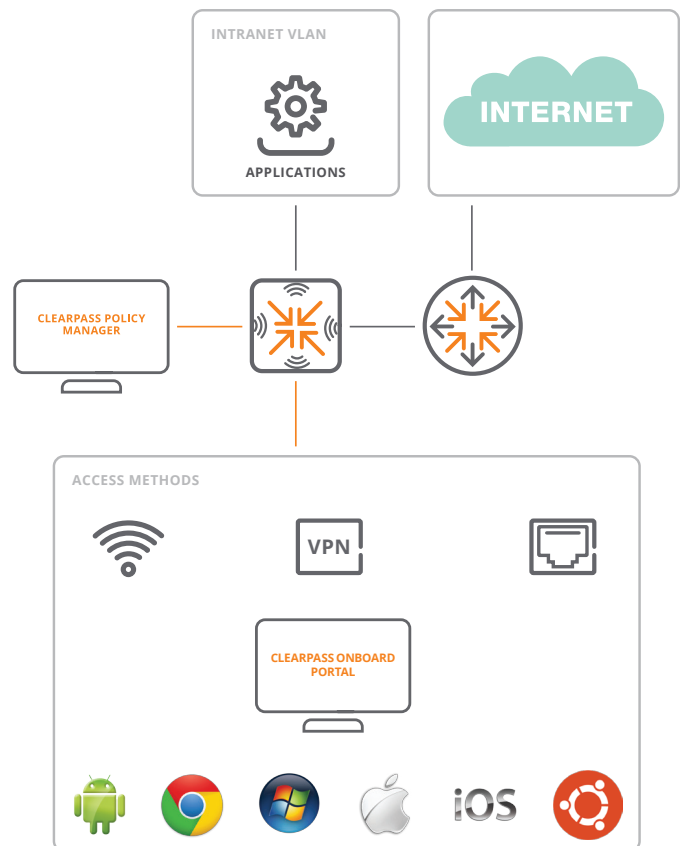 INTRANET VLAN
APPLICATIONS
INTERNET
CLEARPASS POLICY
MANAGER
ACCESS METHODS
VPN
CLEARPASS ONBOARD
PORTAL
iOS